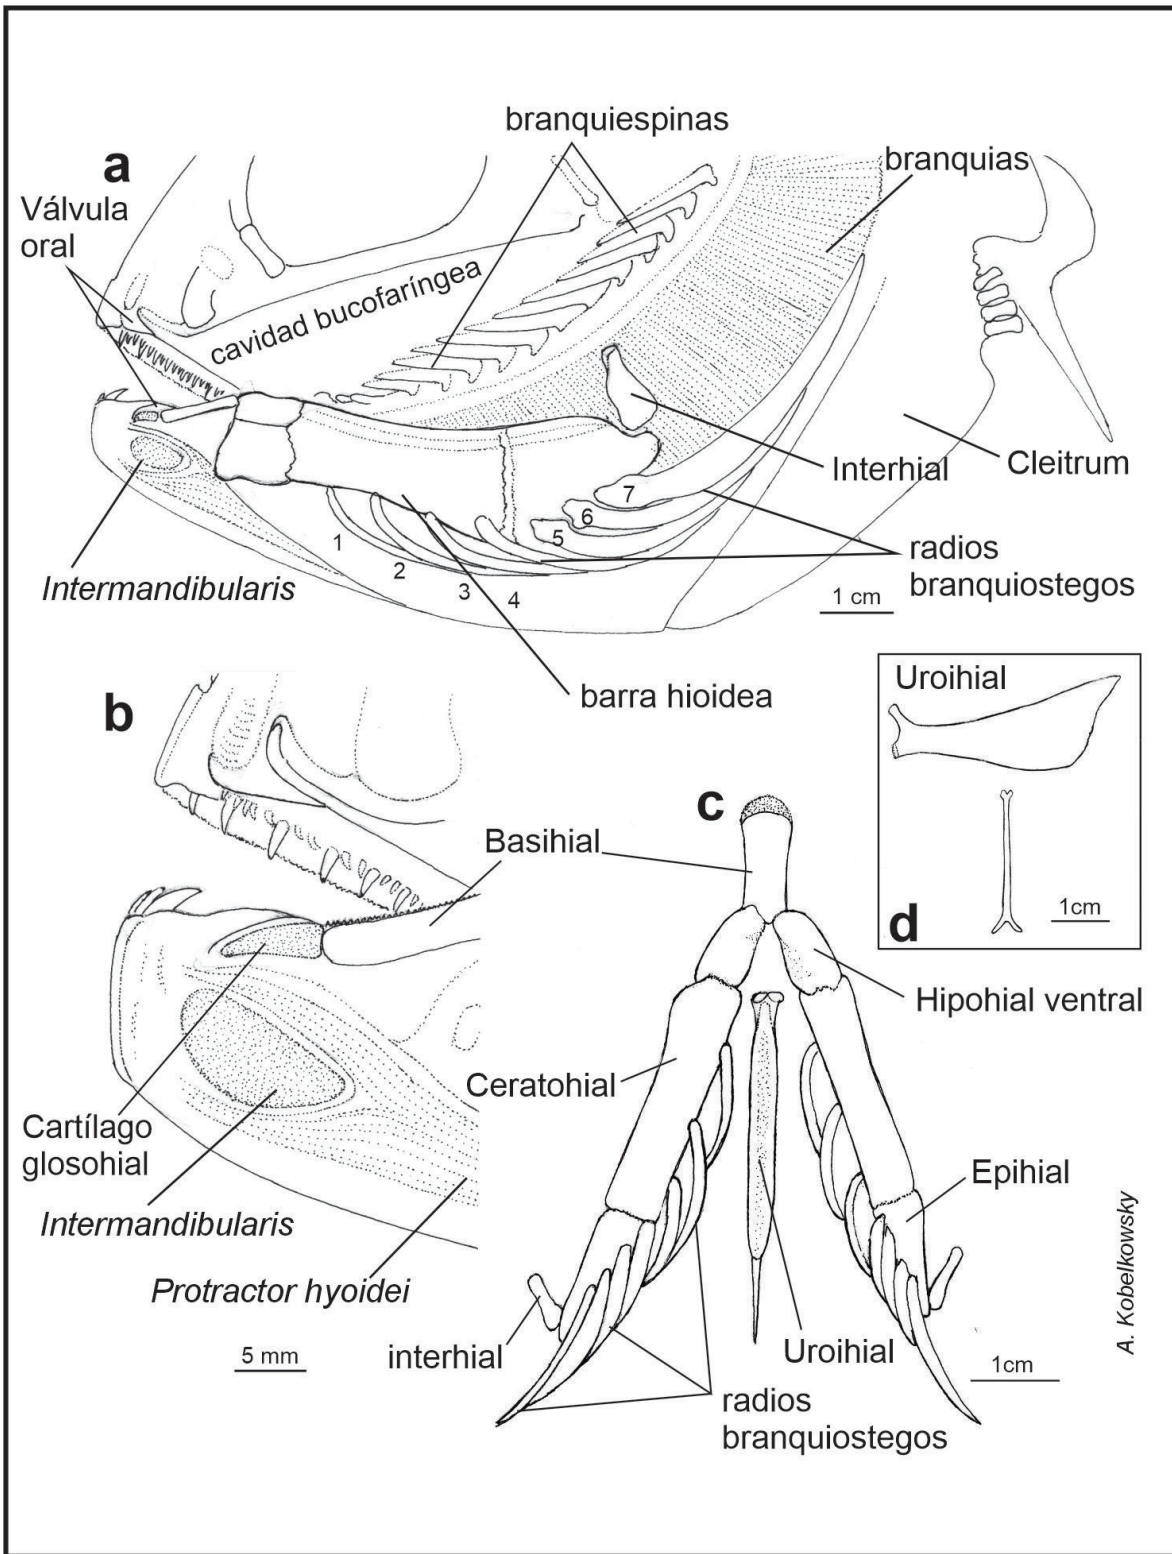 branquiespinas
a
branquias
Válvula
oral
cavidad bucofaríngea
Interhial
Cleitrum
7
6
5
1
2
3
4
Intermandibularis
radios
branquiostegos
1 cm
barra hioidea
b
Uroihial
c
Basihial
1cm
d
Hipohial ventral
Ceratohial
Cartílago
glosohial
Epihial
Intermandibularis
Protractor hyoidei
A. Kobelkowsky
5 mm
interhial
Uroihial
1cm
radios
branquiostegos